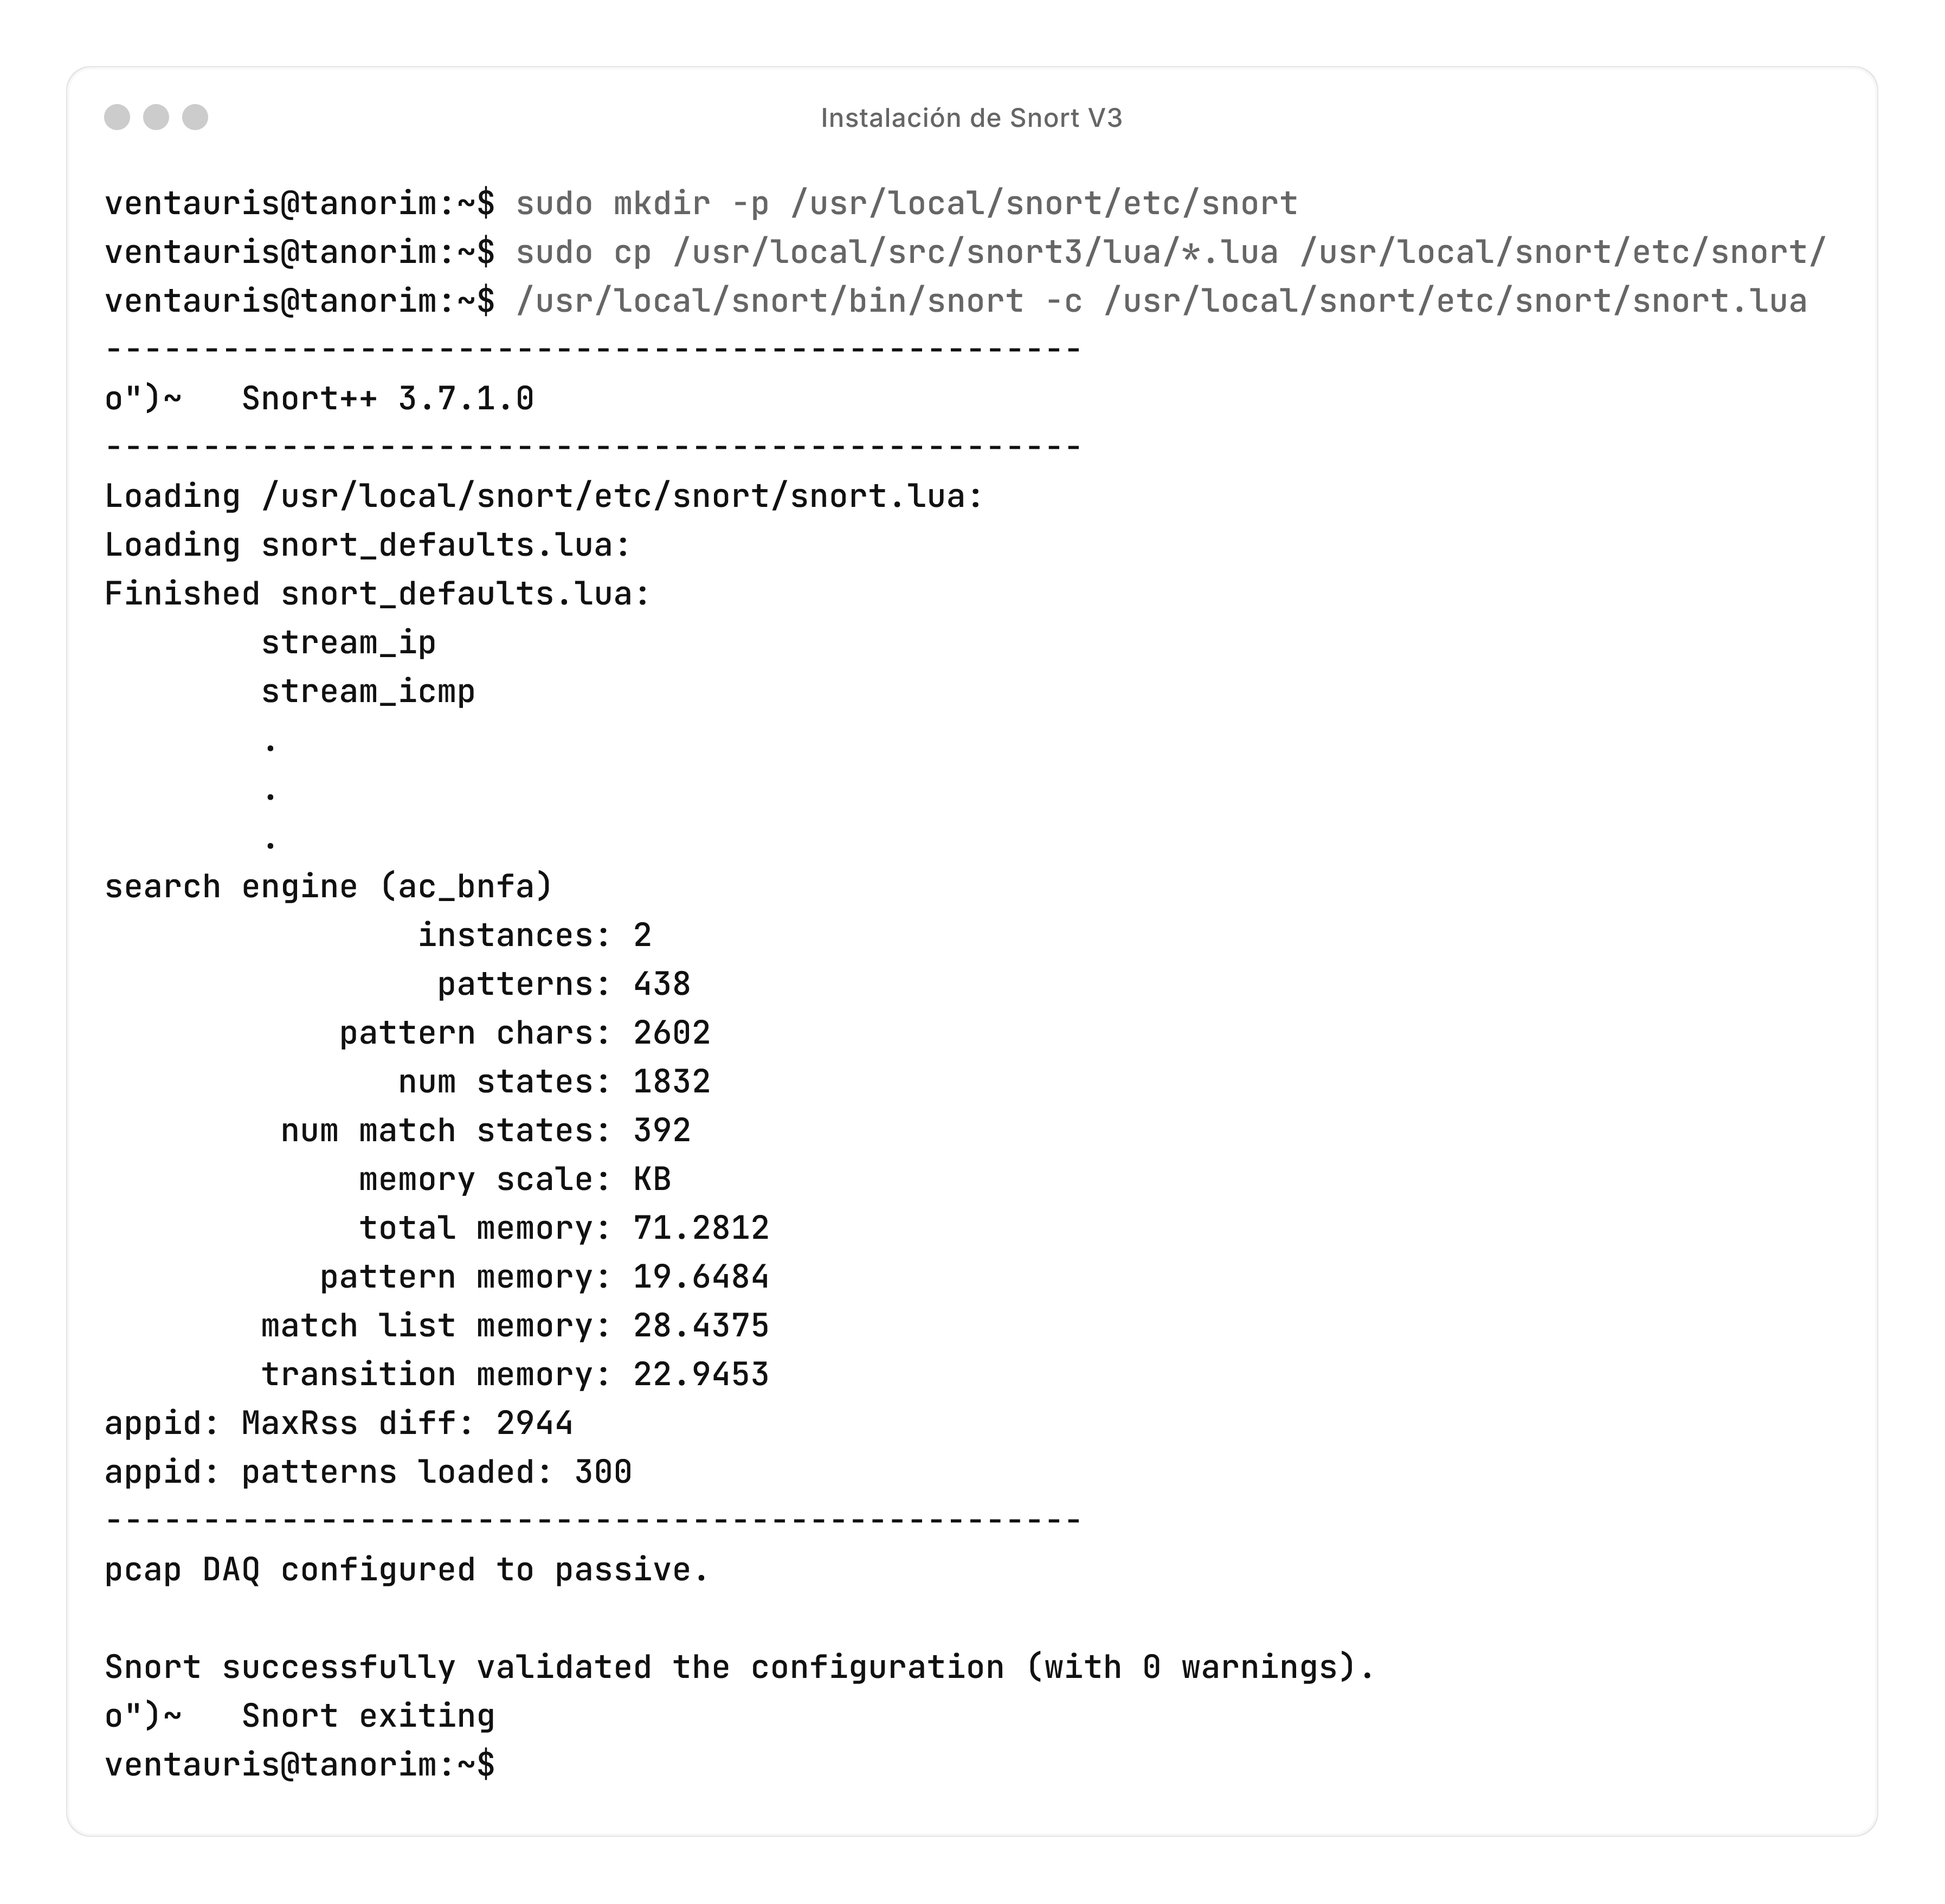 Instalación de Snort V3
ventauris@tanorim:~$ sudo mkdir -p /usr/local/snort/etc/snort
ventauris@tanorim:~$ sudo cp /usr/local/src/snort3/lua/*.lua /usr/local/snort/etc/snort/
ventauris@tanorim:~$ /usr/local/snort/bin/snort -c /usr/local/snort/etc/snort/snort.lua
--------------------------------------------------
o")~   Snort++ 3.7.1.0
--------------------------------------------------
Loading /usr/local/snort/etc/snort/snort.lua:
Loading snort_defaults.lua:
Finished snort_defaults.lua:
        stream_ip
        stream_icmp
        .
        .
        .
search engine (ac_bnfa)
                instances: 2
                 patterns: 438
            pattern chars: 2602
               num states: 1832
         num match states: 392
             memory scale: KB
             total memory: 71.2812
           pattern memory: 19.6484
        match list memory: 28.4375
        transition memory: 22.9453
appid: MaxRss diff: 2944
appid: patterns loaded: 300
--------------------------------------------------
pcap DAQ configured to passive.

Snort successfully validated the configuration (with 0 warnings).
o")~   Snort exiting
ventauris@tanorim:~$